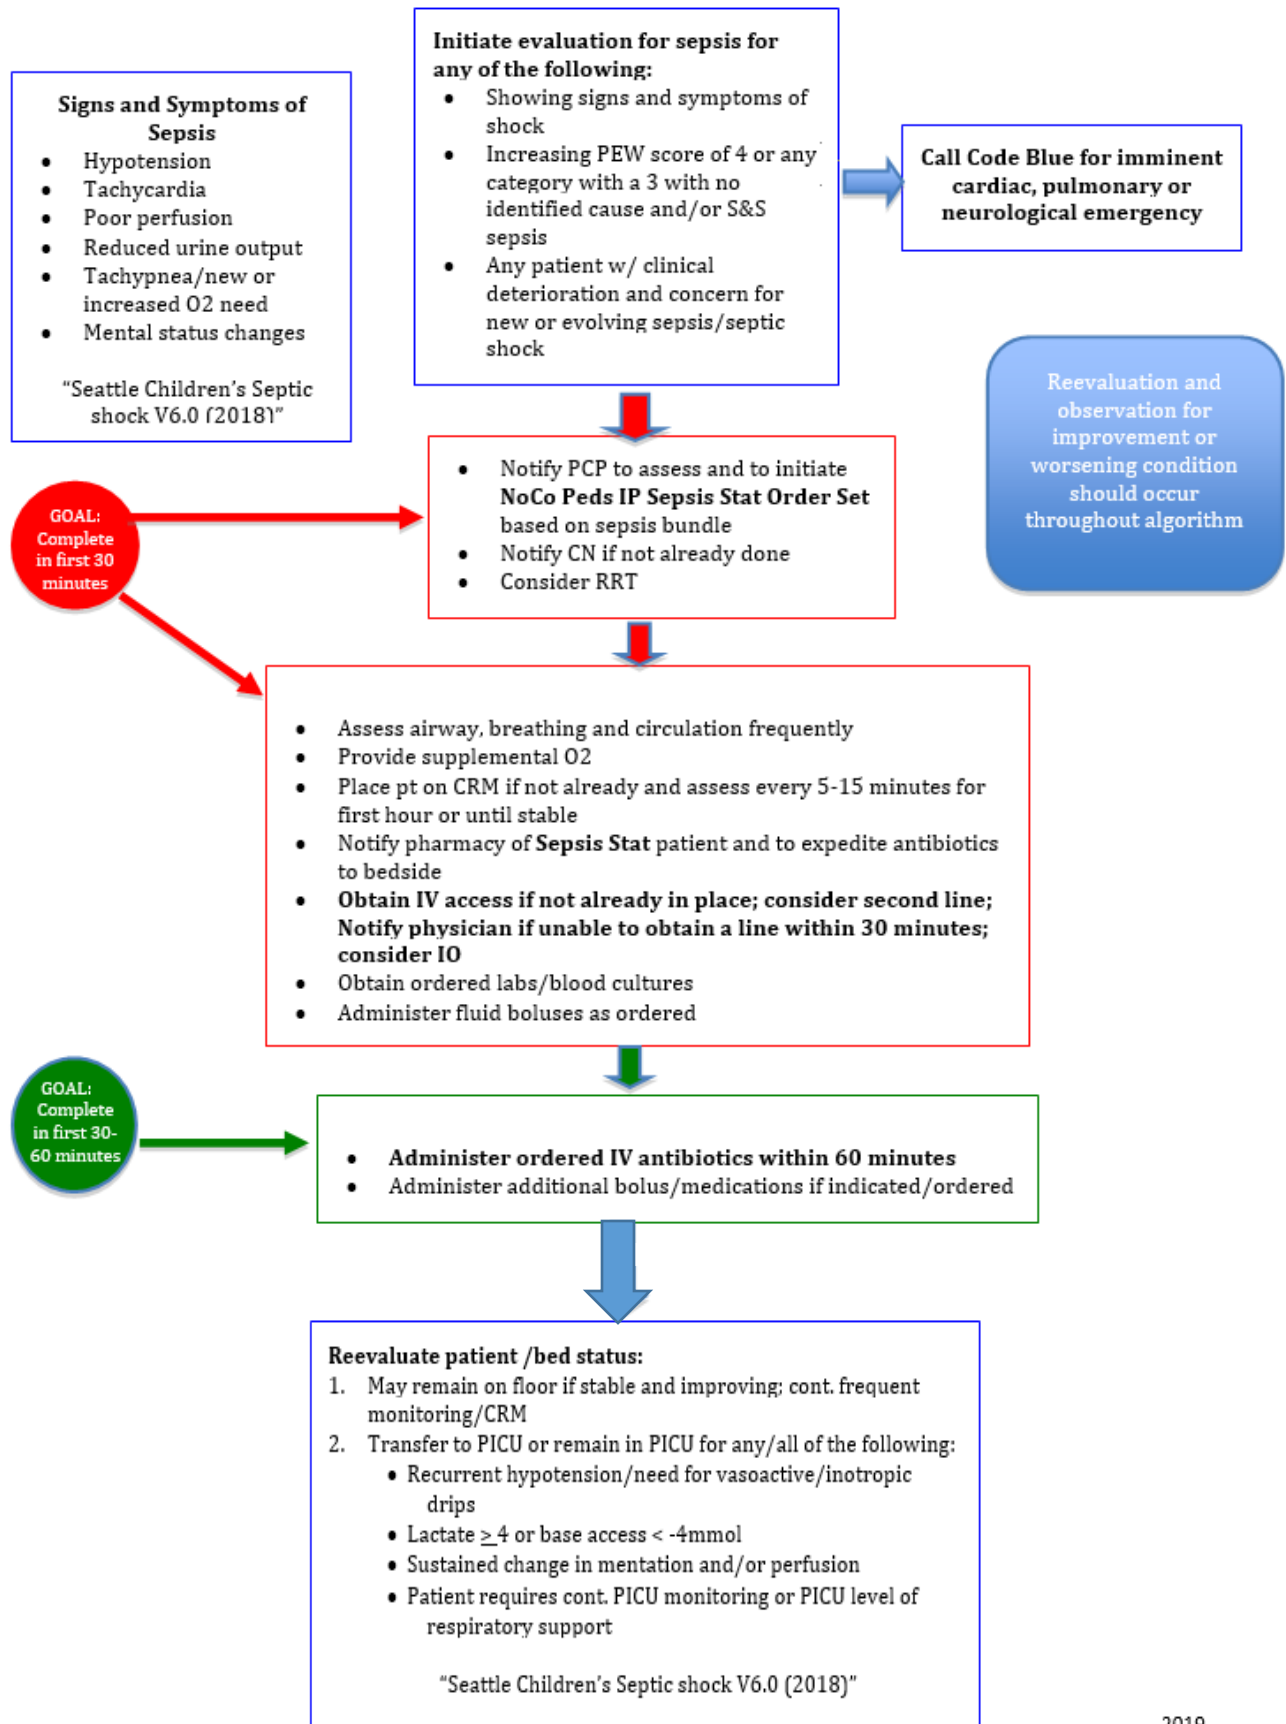 Initiate evaluation for sepsis for
any of the following:
• Showing signs and symptoms of
shock
• Increasing PEW score of 4 or any
category with a 3 with no
identified cause and/or S&S
sepsis
• Any patient w/ clinical
deterioration and concern for
new or evolving sepsis/septic
shock
Signs and Symptoms of
Sepsis
• Hypotension
• Tachycardia
• Poor perfusion
• Reduced urine output
• Tachypnea/new or
increased O2 need
• Mental status changes
“Seattle Children’s Septic
shock V6.0 (2018)”
Call Code Blue for imminent
cardiac, pulmonary or
neurological emergency
Reevaluation and
observation for
improvement or
worsening condition
should occur
throughout algorithm
GOAL:
Complete
in first 30
minutes
• Notify PCP to assess and to initiate
NoCo Peds IP Sepsis Stat Order Set
based on sepsis bundle
• Notify CN if not already done
• Consider RRT
• Assess airway, breathing and circulation frequently
• Provide supplemental O2
• Place pt on CRM if not already and assess every 5-15 minutes for
first hour or until stable
• Notify pharmacy of Sepsis Stat patient and to expedite antibiotics
to bedside
• Obtain IV access if not already in place; consider second line;
Notify physician if unable to obtain a line within 30 minutes;
consider IO
• Obtain ordered labs/blood cultures
• Administer fluid boluses as ordered
GOAL:
Complete
in first 30-
60 minutes
• Administer ordered IV antibiotics within 60 minutes
• Administer additional bolus/medications if indicated/ordered
Reevaluate patient /bed status:
1. May remain on floor if stable and improving; cont. frequent
monitoring/CRM
2. Transfer to PICU or remain in PICU for any/all of the following:
• Recurrent hypotension/need for vasoactive/inotropic
drips
• Lactate ≥ 4 or base access < -4mmol
• Sustained change in mentation and/or perfusion
• Patient requires cont. PICU monitoring or PICU level of
respiratory support
“Seattle Children’s Septic shock V6.0 (2018)”
2019